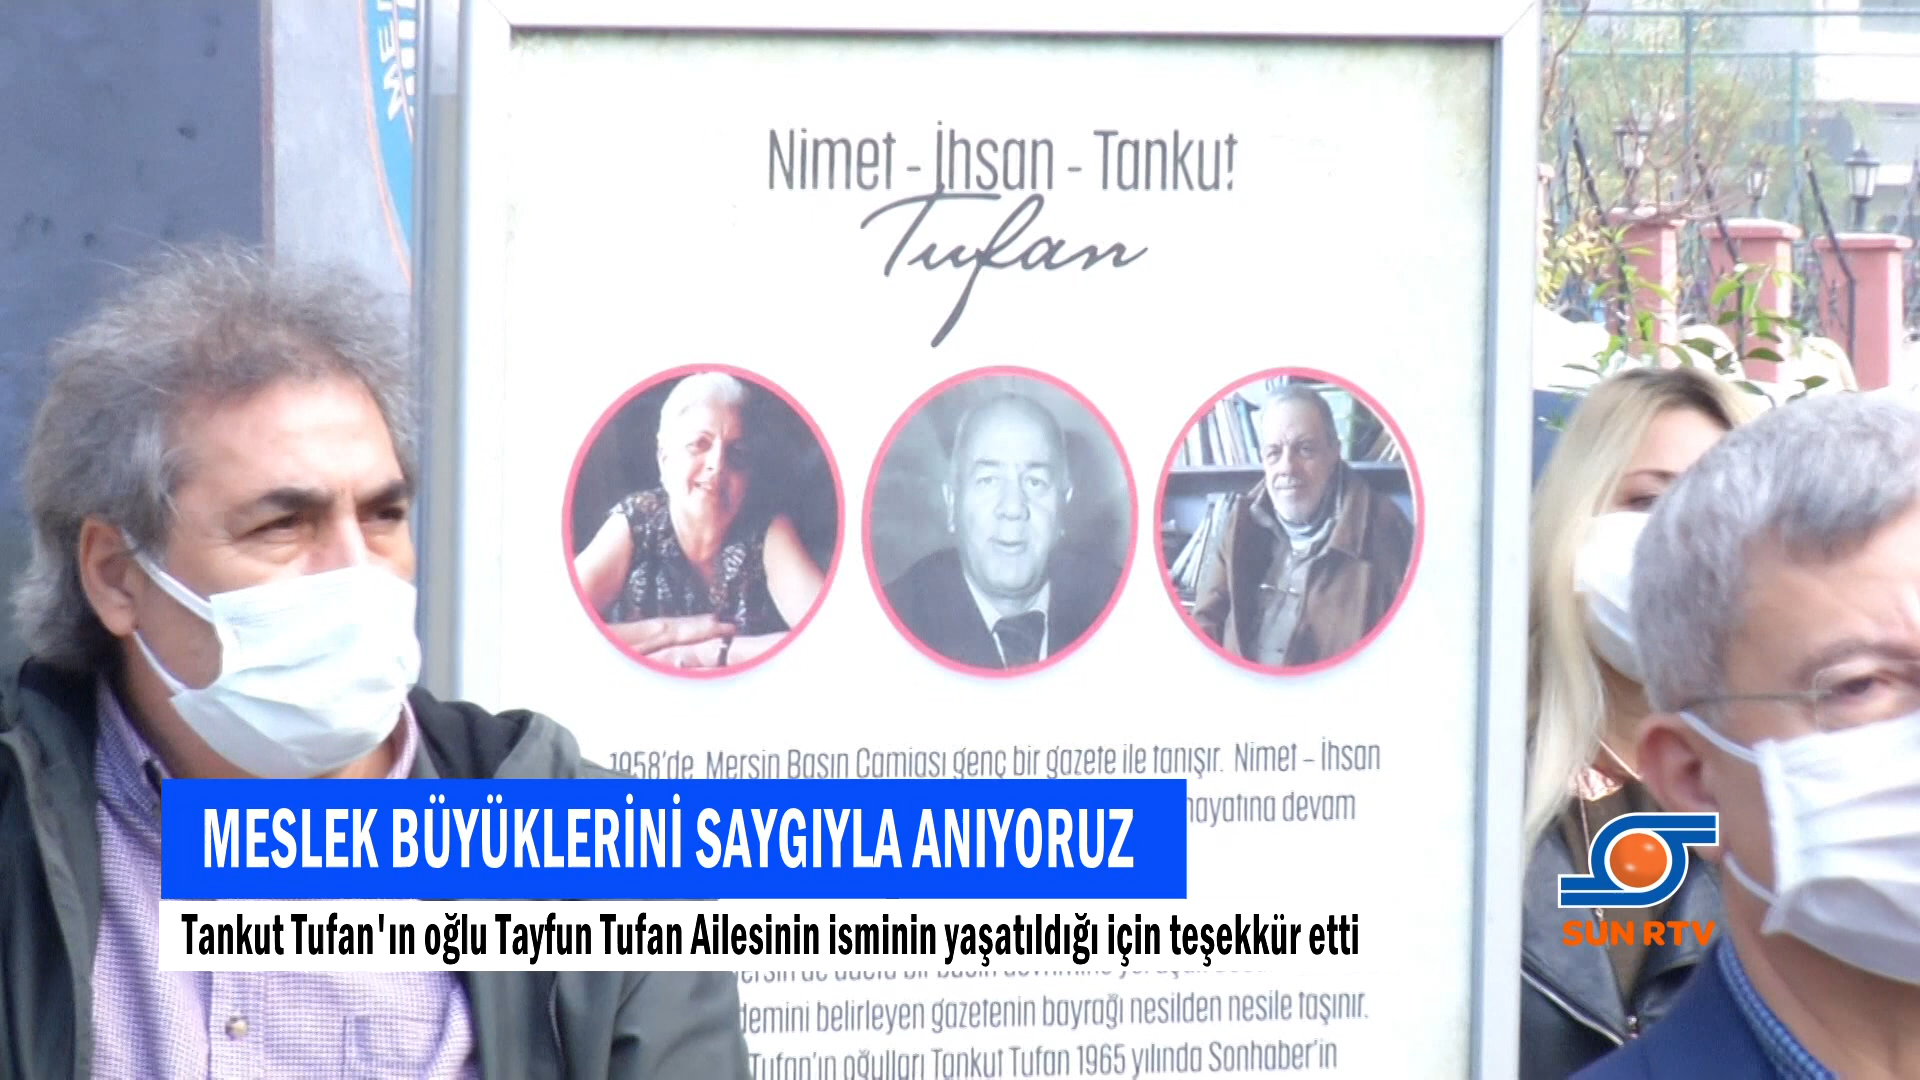 Nimet - İhsan - Tankut
Tufan
1958'de Mersin Basın Camiası genç bir gazete ile tanışır. Nimet - İhsan
hayatına devam
MESLEK BÜYÜKLERİNİ SAYGIYLA ANIYORUZ
Tankut Tufan'ın oğlu Tayfun Tufan Ailesinin isminin yaşatıldığı için teşekkür etti
SUN RTV
belirleyen gazetenin bayrağı nesilden nesile taşınır.
Tufan'ın oğulları Tankut Tufan 1965 yılında Sonhaber'in